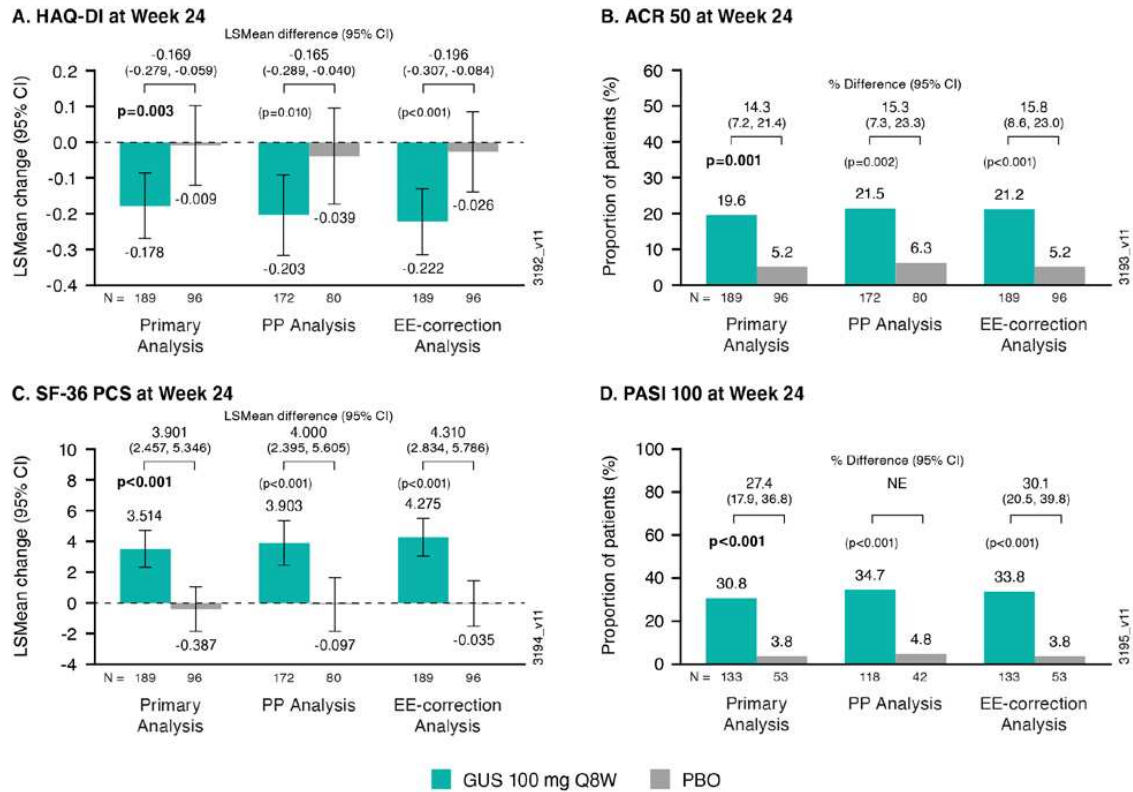 A. HAQ-DI at Week 24
LSMean difference (95% CI)
-0.169 -0.165 -0.196
(-0.279, -0.059) (-0.289, -0.040) (-0.307, -0.084)
p=0.003 (p=0.010) (p<0.001)
LSMean change (95% CI)
0.2
0.1
0.0
-0.1
-0.2
-0.3
-0.4
-0.009 -0.039 -0.026
-0.178 -0.203 -0.222
N = 189 96 172 80 189 96
Primary Analysis PP Analysis EE-correction Analysis
3192_v11
B. ACR 50 at Week 24
% Difference (95% CI)
14.3 15.3 15.8
(7.2, 21.4) (7.3, 23.3) (8.6, 23.0)
p=0.001 (p=0.002) (p<0.001)
Proportion of patients (%)
60
50
40
30
20
10
0
19.6 5.2 21.5 6.3 21.2 5.2
N = 189 96 172 80 189 96
Primary Analysis PP Analysis EE-correction Analysis
3193_v11
C. SF-36 PCS at Week 24
LSMean difference (95% CI)
3.901 4.000 4.310
(2.457, 5.346) (2.395, 5.605) (2.834, 5.786)
p<0.001 (p<0.001) (p<0.001)
LSMean change (95% CI)
10
8
6
4
2
0
-2
-4
3.514 3.903 4.275
-0.387 -0.097 -0.035
N = 189 96 172 80 189 96
Primary Analysis PP Analysis EE-correction Analysis
3194_v11
D. PASI 100 at Week 24
% Difference (95% CI)
27.4 NE 30.1
(17.9, 36.8) (20.5, 39.8)
p<0.001 (p<0.001) (p<0.001)
Proportion of patients (%)
100
80
60
40
20
0
30.8 3.8 34.7 4.8 33.8 3.8
N = 133 53 118 42 133 53
Primary Analysis PP Analysis EE-correction Analysis
3195_v11
GUS 100 mg Q8W PBO